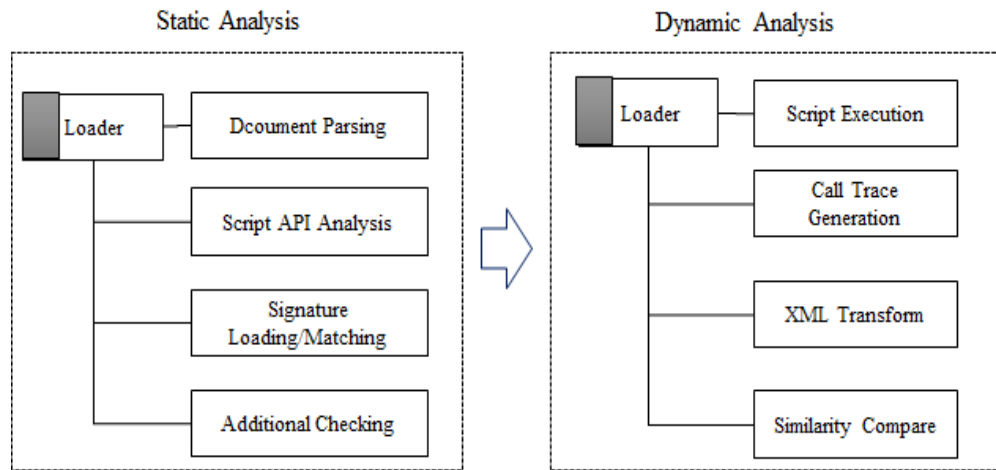 Static Analysis
Loader
Dcoument Parsing
Script API Analysis
Signature
Loading/Matching
Additional Checking
Dynamic Analysis
Loader
Script Execution
Call Trace
Generation
XML Transform
Similarity Compare